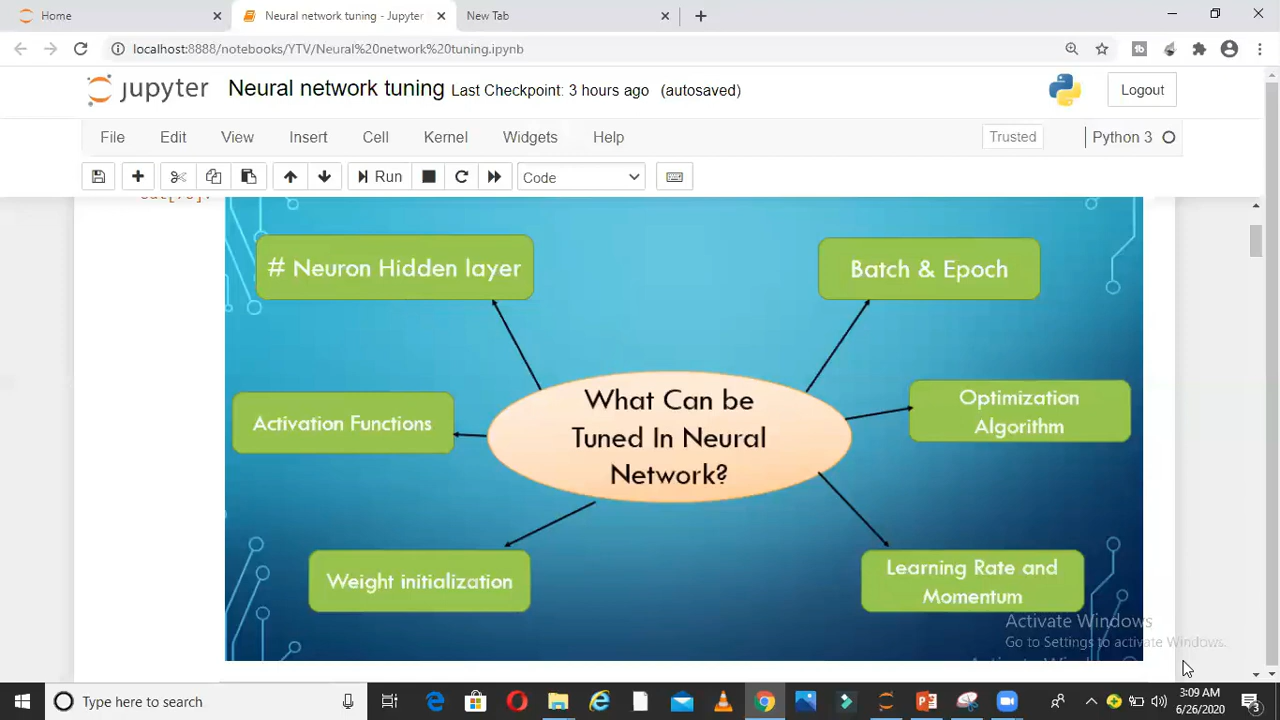 Home
Neural network tuning - Jupyter
New Tab
localhost:8888/notebooks/YTV/Neural%20network%20tuning.ipynb
jupyter Neural network tuning Last Checkpoint: 3 hours ago (autosaved)
Logout
File Edit View Insert Cell Kernel Widgets Help
Trusted
Python 3
Run
Code
# Neuron Hidden layer
Batch & Epoch
What Can be
Tuned In Neural
Network?
Activation Functions
Optimization
Algorithm
Weight initialization
Learning Rate and
Momentum
Activate Windows
Go to Settings to activate Windows.
Type here to search
3:09 AM
6/26/2020
3